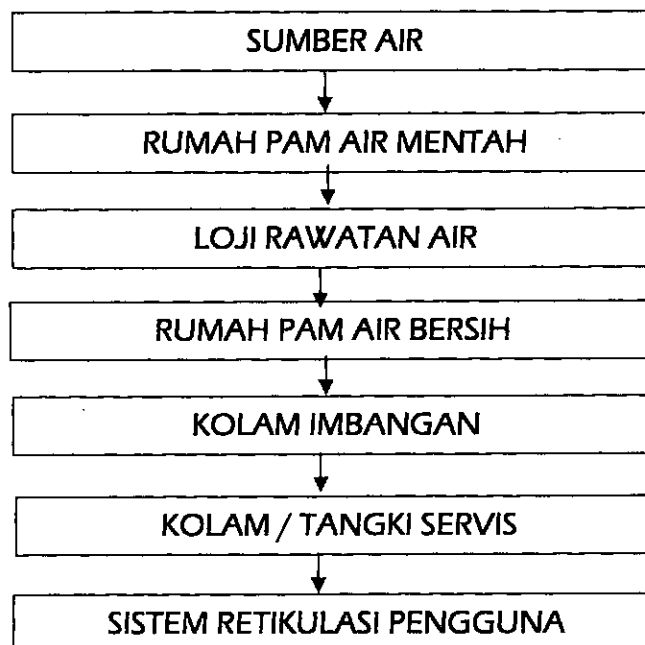 SUMBER AIR
RUMAH PAM AIR MENTAH
LOJI RAWATAN AIR
RUMAH PAM AIR BERSIH
KOLAM IMBANGAN
KOLAM / TANGKI SERVIS
SISTEM RETIKULASI PENGGUNA